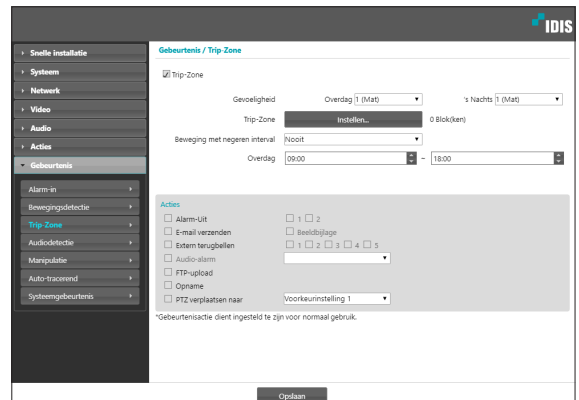 IDIS
Snelle installatie
Systeem
Netwerk
Video
Audio
Acties
Gebeurtenis
Alarm-in
Bewegingsdetectie
Trip-Zone
Audiodetectie
Manipulatie
Auto-tracerend
Systeemgebeurtenis
Gebeurtenis / Trip-Zone
Trip-Zone
Gevoeligheid Overdag 1 (Mat) 's Nachts 1 (Mat)
Trip-Zone Instellen... 0 Blok(ken)
Beweging met negeren interval Nooit
Overdag 09:00 – 18:00
Acties
Alarm-Uit 1 2
E-mail verzenden Beeldbijlage
Extern terugbellen 1 2 3 4 5
Audio-alarm
FTP-upload
Opname
PTZ verplaatsen naar Voorkeurinstelling 1
*Gebeurtenisactie dient ingesteld te zijn voor normaal gebruik.
Opslaan